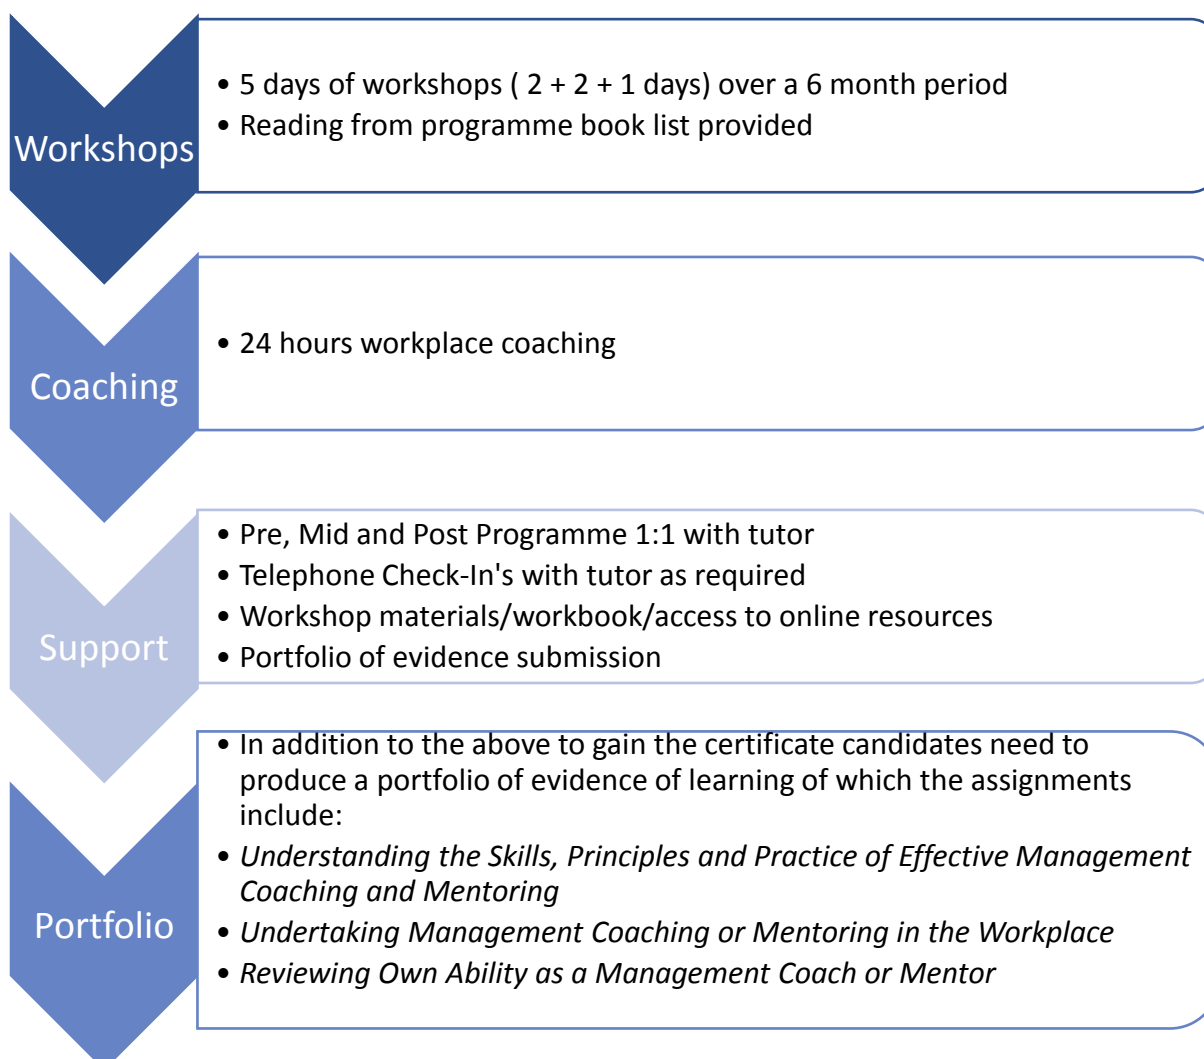 Workshops
• 5 days of workshops ( 2 + 2 + 1 days) over a 6 month period
• Reading from programme book list provided
Coaching
• 24 hours workplace coaching
Support
• Pre, Mid and Post Programme 1:1 with tutor
• Telephone Check-In's with tutor as required
• Workshop materials/workbook/access to online resources
• Portfolio of evidence submission
Portfolio
• In addition to the above to gain the certificate candidates need to
produce a portfolio of evidence of learning of which the assignments
include:
• Understanding the Skills, Principles and Practice of Effective Management
Coaching and Mentoring
• Undertaking Management Coaching or Mentoring in the Workplace
• Reviewing Own Ability as a Management Coach or Mentor